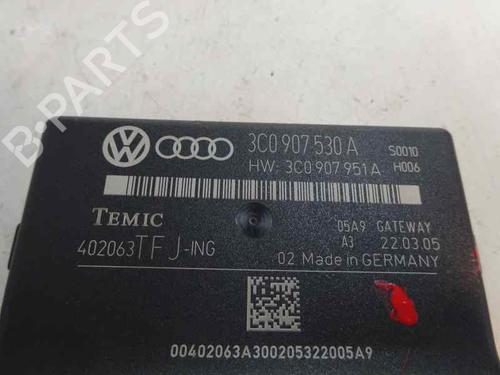 3C0 907 530 A S0010
HW: 3C0 907 951 A H006
TEMIC
05A9 GATEWAY
402063TFJ-ING A3 22.03.05
02 Made in GERMANY
00402063A300205322005A9
B-PARTS